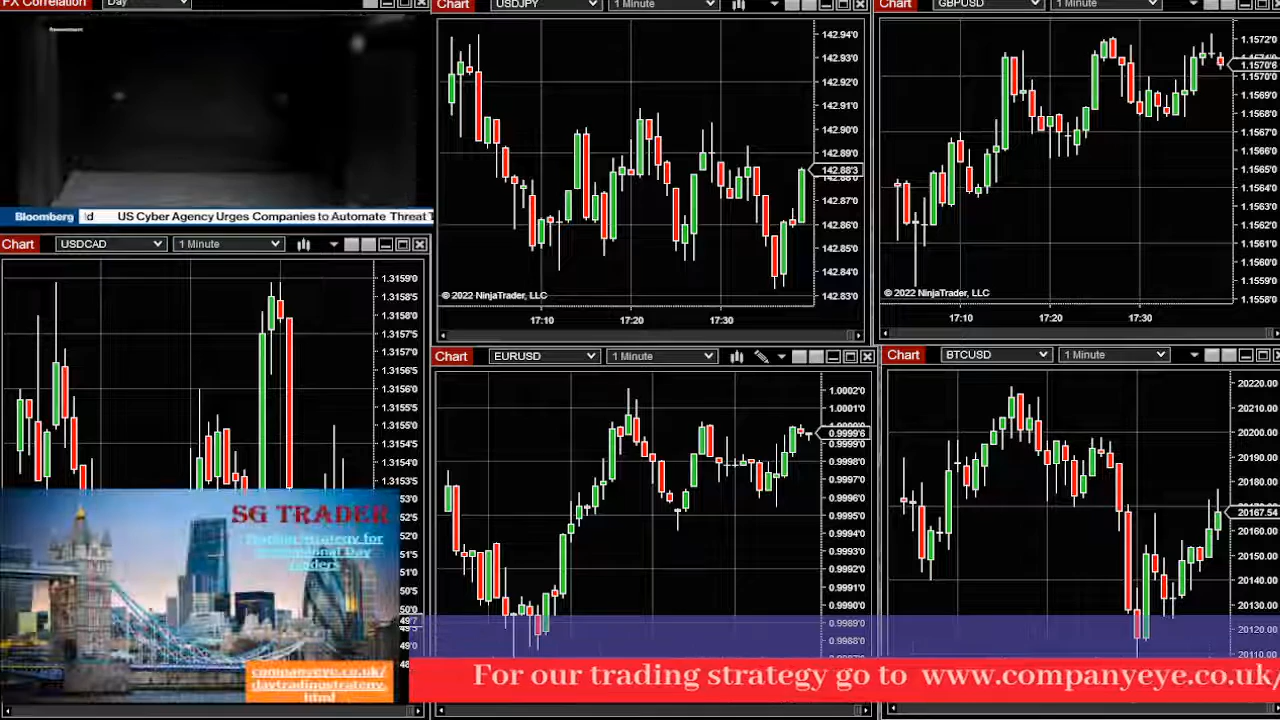 FX Correlation
Day
Bloomberg
d US Cyber Agency Urges Companies to Automate Threat
Chart
USDCAD
1 Minute
1.3159'0
1.3158'5
1.3158'0
1.3157'5
1.3157'0
1.3156'5
1.3156'0
1.3155'5
1.3155'0
1.3154'5
1.3154'0
1.3153'5
SG TRADER
Trading strategy for
International Day
Traders
companyeye.co.uk/
daytradingstrategy.
html
Chart
USDJPY
1 Minute
142.94'0
142.93'0
142.92'0
142.91'0
142.90'0
142.89'0
142.88'3
142.87'0
142.86'0
142.85'0
142.84'0
142.83'0
© 2022 NinjaTrader, LLC
17:10
17:20
17:30
Chart
GBPUSD
1 Minute
1.1572'0
1.1570'6
1.1570'0
1.1569'0
1.1568'0
1.1567'0
1.1566'0
1.1565'0
1.1564'0
1.1563'0
1.1562'0
1.1561'0
1.1560'0
1.1559'0
1.1558'0
© 2022 NinjaTrader, LLC
17:10
17:20
17:30
Chart
EURUSD
1 Minute
1.0002'0
1.0001'0
0.9999'6
0.9999'0
0.9998'0
0.9996'0
0.9995'0
0.9993'0
0.9992'0
0.9991'0
0.9990'0
0.9989'0
0.9988'0
Chart
BTCUSD
1 Minute
20220.00
20210.00
20200.00
20190.00
20180.00
20167.54
20160.00
20150.00
20140.00
20130.00
20120.00
20110.00
For our trading strategy go to www.companyeye.co.uk/